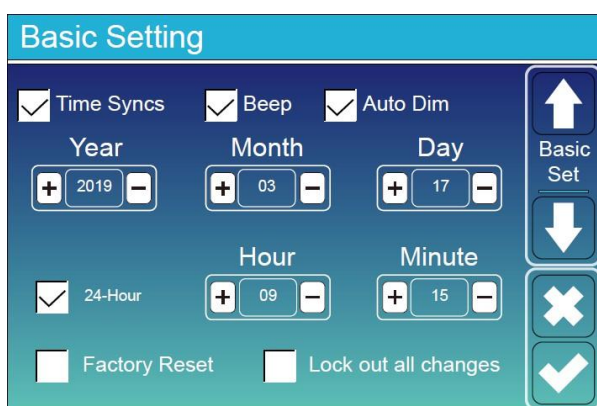 Basic Setting
Time Syncs Beep Auto Dim
Year Month Day
+ 2019 − + 03 − + 17 −
Basic
Set
Hour Minute
24-Hour + 09 − + 15 −
Factory Reset Lock out all changes